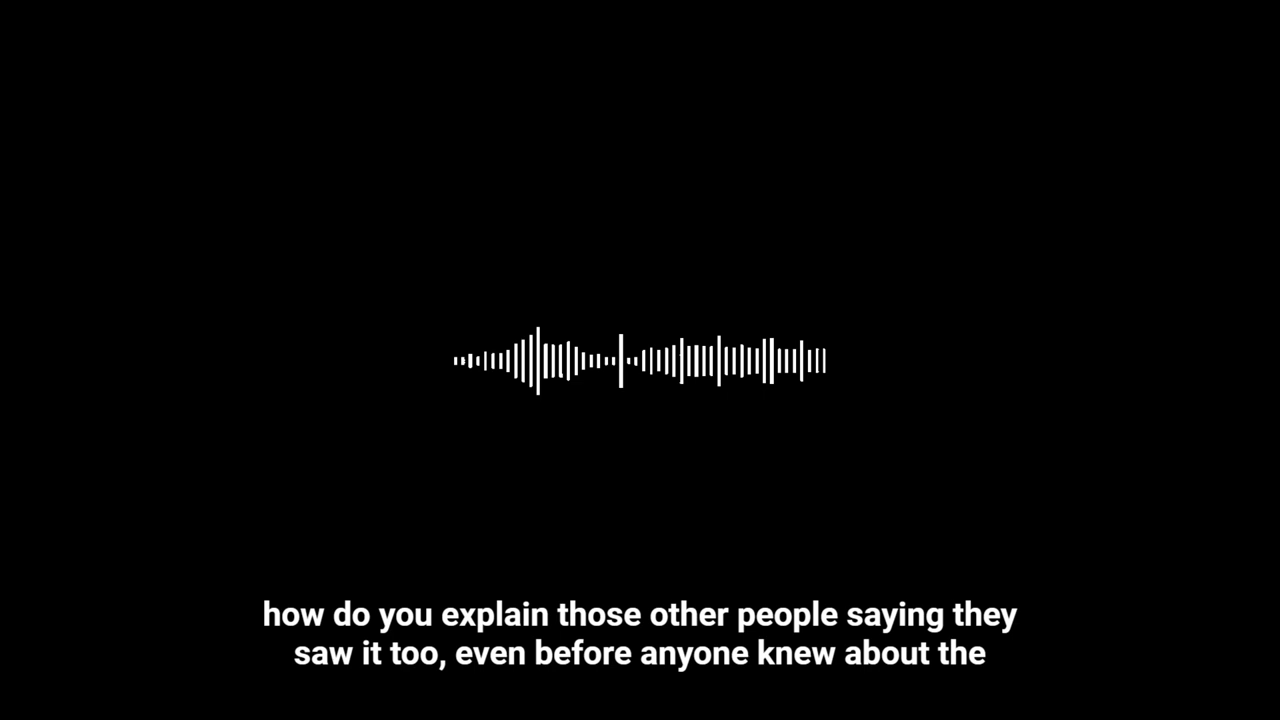 how do you explain those other people saying they
saw it too, even before anyone knew about the